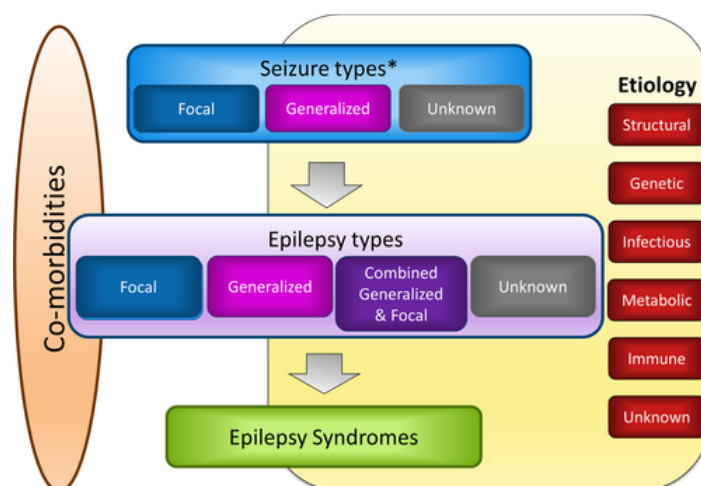 Seizure types*
Focal
Generalized
Unknown
Etiology
Structural
Genetic
Infectious
Metabolic
Immune
Unknown
Co-morbidities
Epilepsy types
Focal
Generalized
Combined
Generalized
& Focal
Unknown
Epilepsy Syndromes